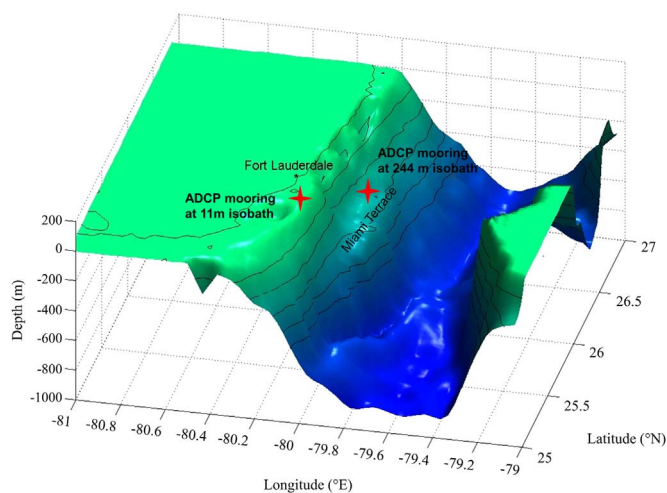 Fort Lauderdale
ADCP mooring
at 244 m isobath
ADCP mooring
at 11m isobath
Miami Terrace
200
0
-200
-400
-600
-800
-1000
Depth (m)
-81
-80.8
-80.6
-80.4
-80.2
-80
-79.8
-79.6
-79.4
-79.2
-79
Longitude (°E)
25
25.5
26
26.5
27
Latitude (°N)